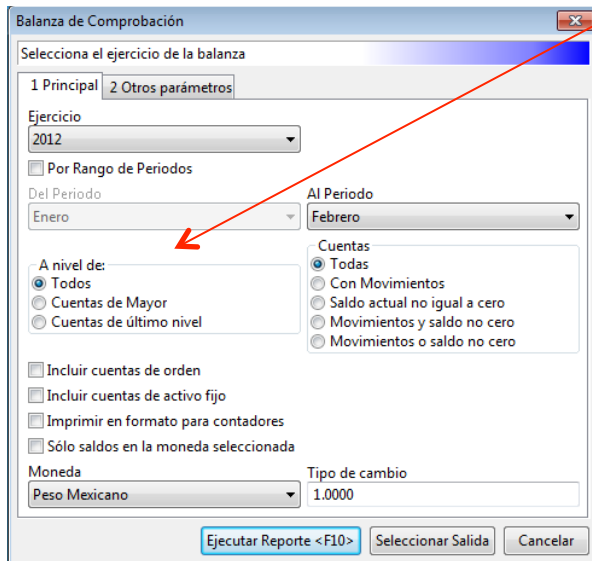 Balanza de Comprobación
Selecciona el ejercicio de la balanza
1 Principal 2 Otros parámetros
Ejercicio
2012
Por Rango de Periodos
Del Periodo Al Periodo
Enero Febrero
A nivel de:
Todos
Cuentas de Mayor
Cuentas de último nivel
Cuentas
Todas
Con Movimientos
Saldo actual no igual a cero
Movimientos y saldo no cero
Movimientos o saldo no cero
Incluir cuentas de orden
Incluir cuentas de activo fijo
Imprimir en formato para contadores
Sólo saldos en la moneda seleccionada
Moneda Tipo de cambio
Peso Mexicano 1.0000
Ejecutar Reporte <F10> Seleccionar Salida Cancelar